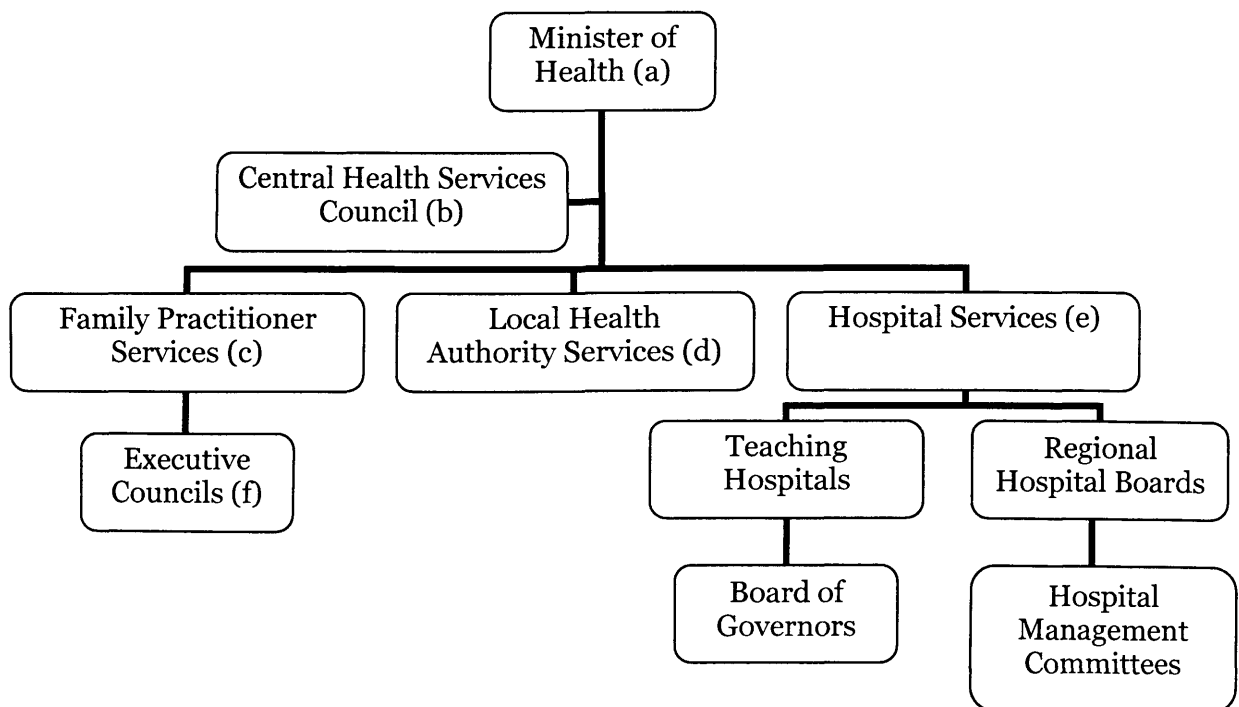 Minister of
Health (a)
Central Health Services
Council (b)
Family Practitioner
Services (c)
Local Health
Authority Services (d)
Hospital Services (e)
Executive
Councils (f)
Teaching
Hospitals
Regional
Hospital Boards
Board of
Governors
Hospital
Management
Committees